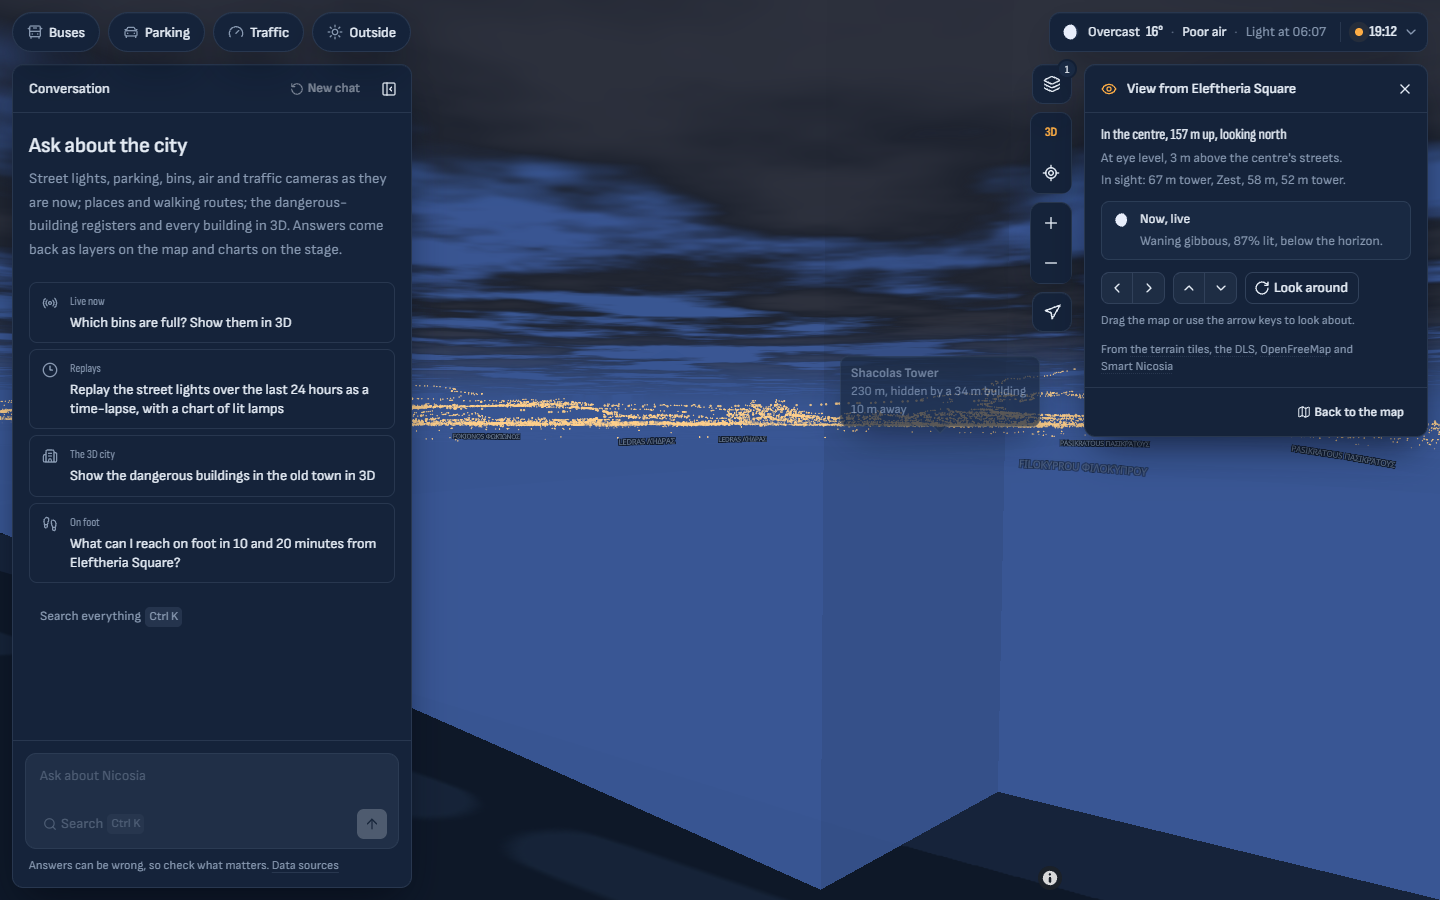 Buses
Parking
Traffic
Outside
Overcast 16° · Poor air · Light at 06:07
19:12
Conversation
New chat
Ask about the city
Street lights, parking, bins, air and traffic cameras as they
are now; places and walking routes; the dangerous-
building registers and every building in 3D. Answers come
back as layers on the map and charts on the stage.
Live now
Which bins are full? Show them in 3D
Replays
Replay the street lights over the last 24 hours as a
time-lapse, with a chart of lit lamps
The 3D city
Show the dangerous buildings in the old town in 3D
On foot
What can I reach on foot in 10 and 20 minutes from
Eleftheria Square?
Search everything Ctrl K
Ask about Nicosia
Search Ctrl K
Answers can be wrong, so check what matters. Data sources
1
3D
View from Eleftheria Square
In the centre, 157 m up, looking north
At eye level, 3 m above the centre's streets.
In sight: 67 m tower, Zest, 58 m, 52 m tower.
Now, live
Waning gibbous, 87% lit, below the horizon.
Look around
Drag the map or use the arrow keys to look about.
From the terrain tiles, the DLS, OpenFreeMap and
Smart Nicosia
Back to the map
Shacolas Tower
230 m, hidden by a 34 m building
10 m away
LEDRAS ΛΗΔΡΑΣ
LEDRAS ΛΗΔΡΑΣ
PASIKRATOUS ΠΑΣΙΚΡΑΤΟΥΣ
PASIKRATOUS ΠΑΣΙΚΡΑΤΟΥΣ
FILOKYPROU ΦΙΛΟΚΥΠΡΟΥ